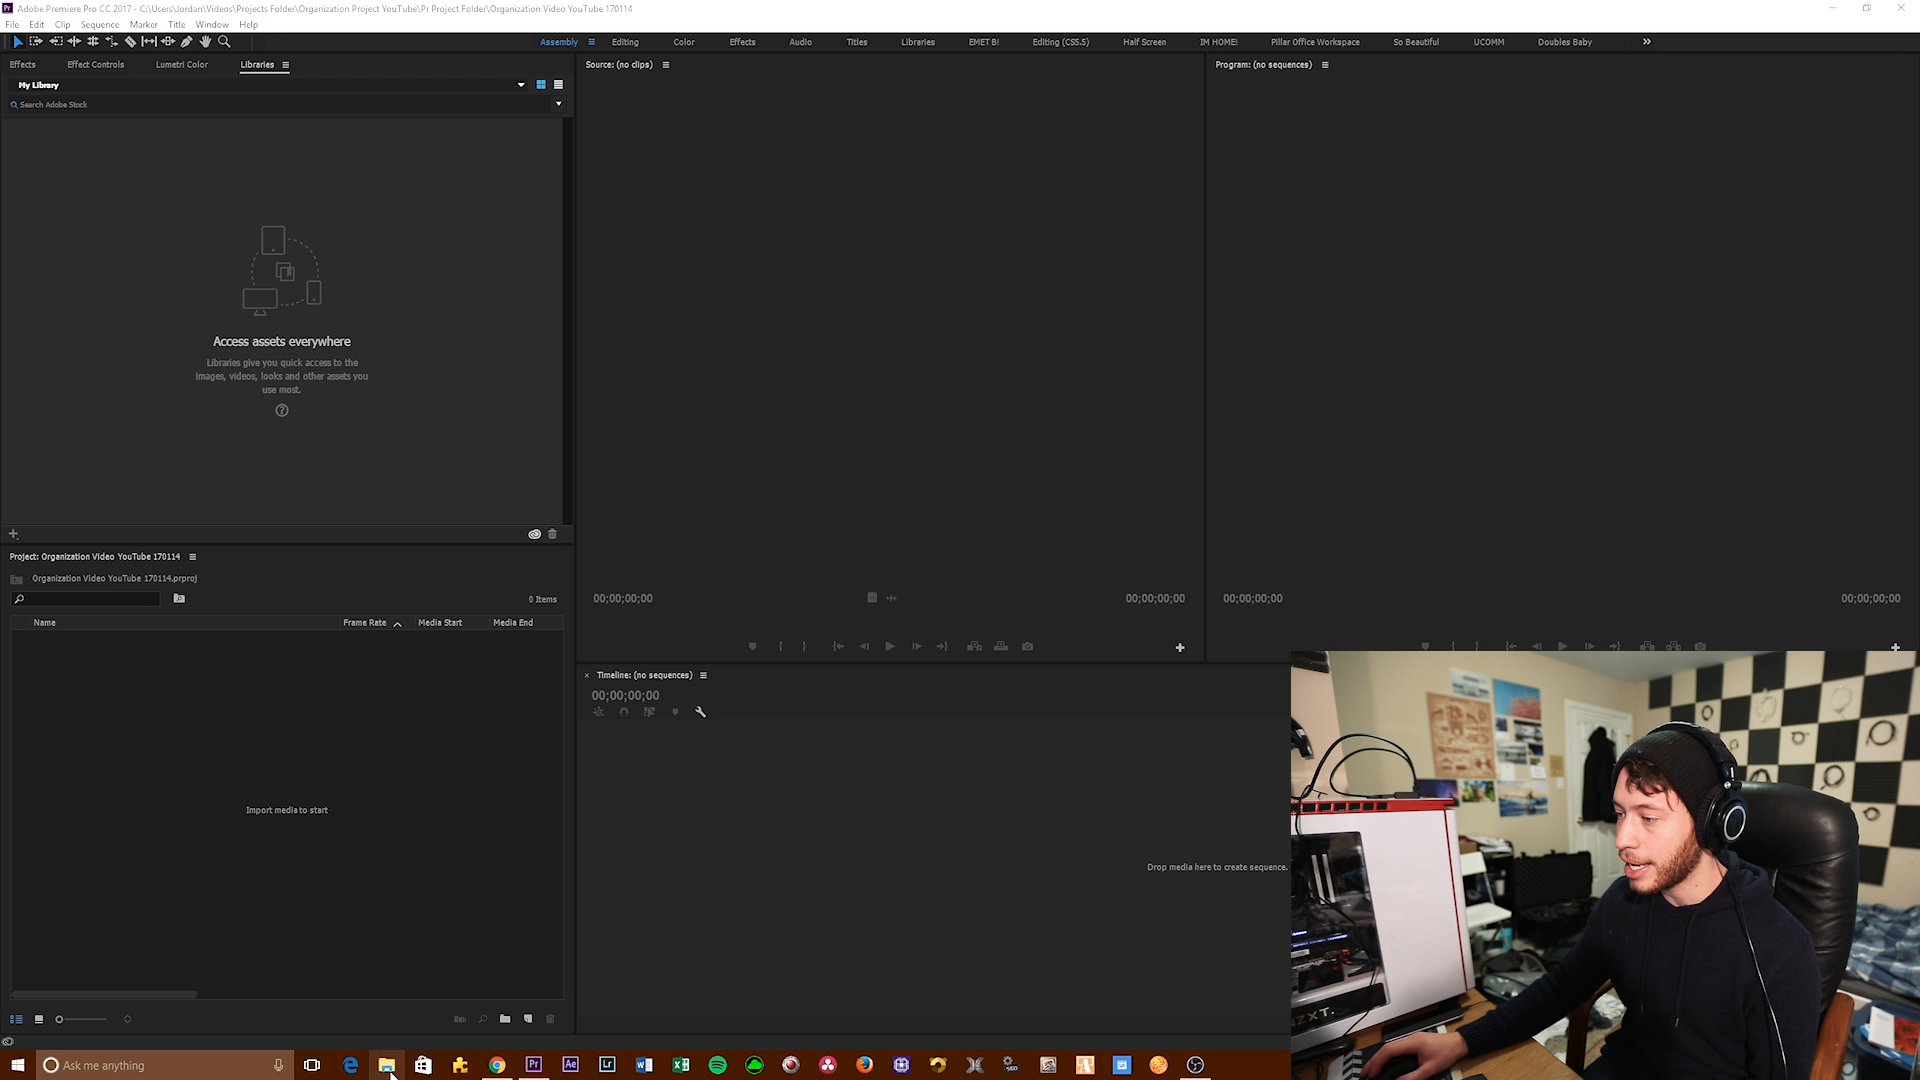 Adobe Premiere Pro CC 2017 - C:\Users\Jordan\Videos\Projects Folder\Organization Project YouTube\Pr Project Folder\Organization Video YouTube 170114
File Edit Clip Sequence Marker Title Window Help
Assembly Editing Color Effects Audio Titles Libraries EMET B! Editing (CS5.5) Half Screen IM HOME! Pillar Office Workspace So Beautiful UCOMM Doubles Baby
Effects Effect Controls Lumetri Color Libraries
Source: (no clips)
Program: (no sequences)
My Library
Search Adobe Stock
Access assets everywhere
Libraries give you quick access to the
images, videos, looks and other assets you
use most.
Project: Organization Video YouTube 170114
Organization Video YouTube 170114.prproj
0 Items
Name Frame Rate Media Start Media End
Import media to start
00;00;00;00 00;00;00;00
00;00;00;00 00;00;00;00
Timeline: (no sequences)
00;00;00;00
Drop media here to create sequence.
NZXT
Ask me anything
Pr
Ae
Lr